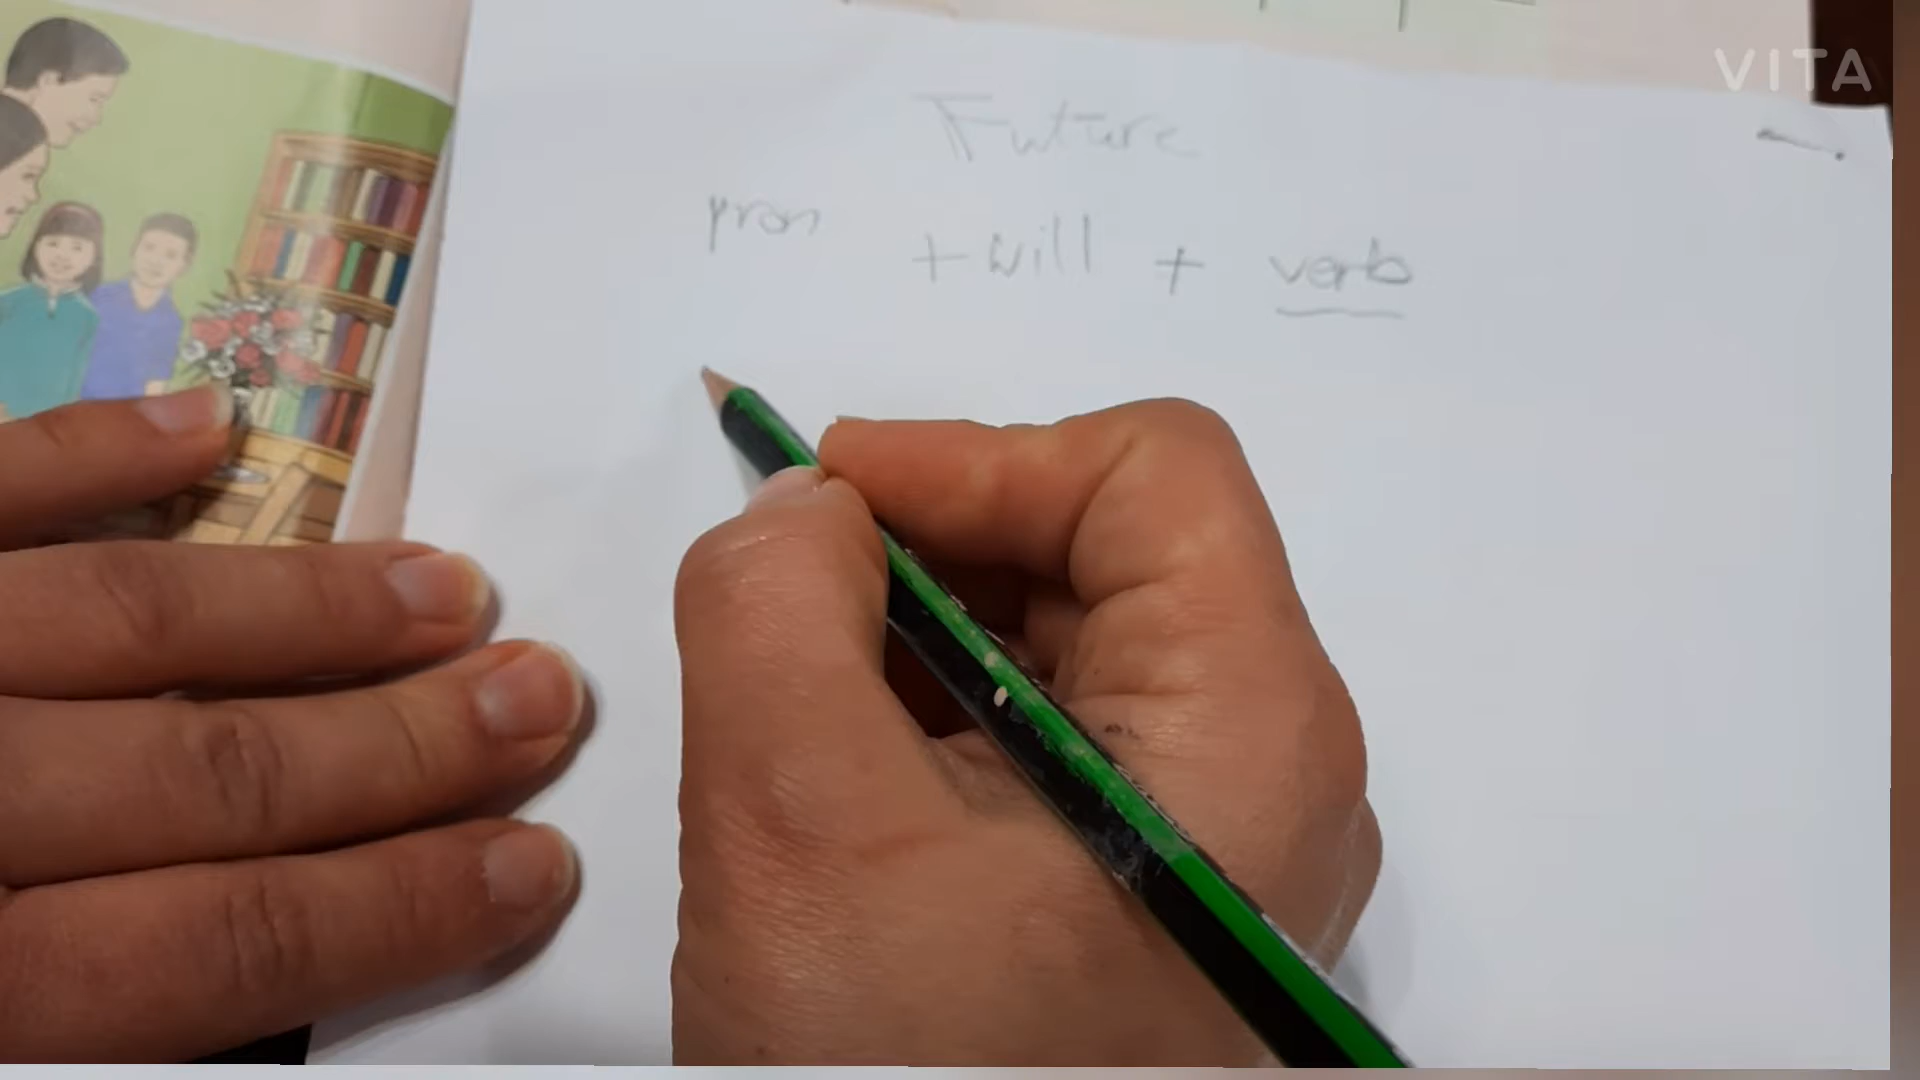 VITA
Future
pron + will + verb